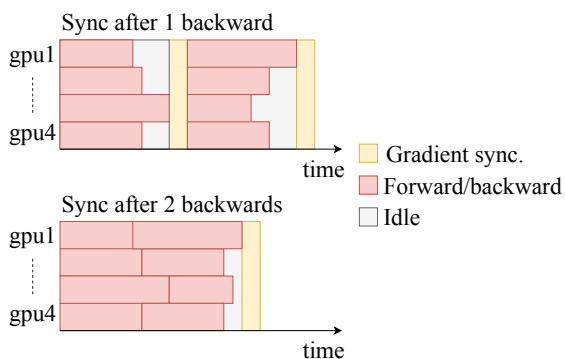 Sync after 1 backward
gpu1
gpu4
time
Gradient sync.
Forward/backward
Idle
Sync after 2 backwards
gpu1
gpu4
time